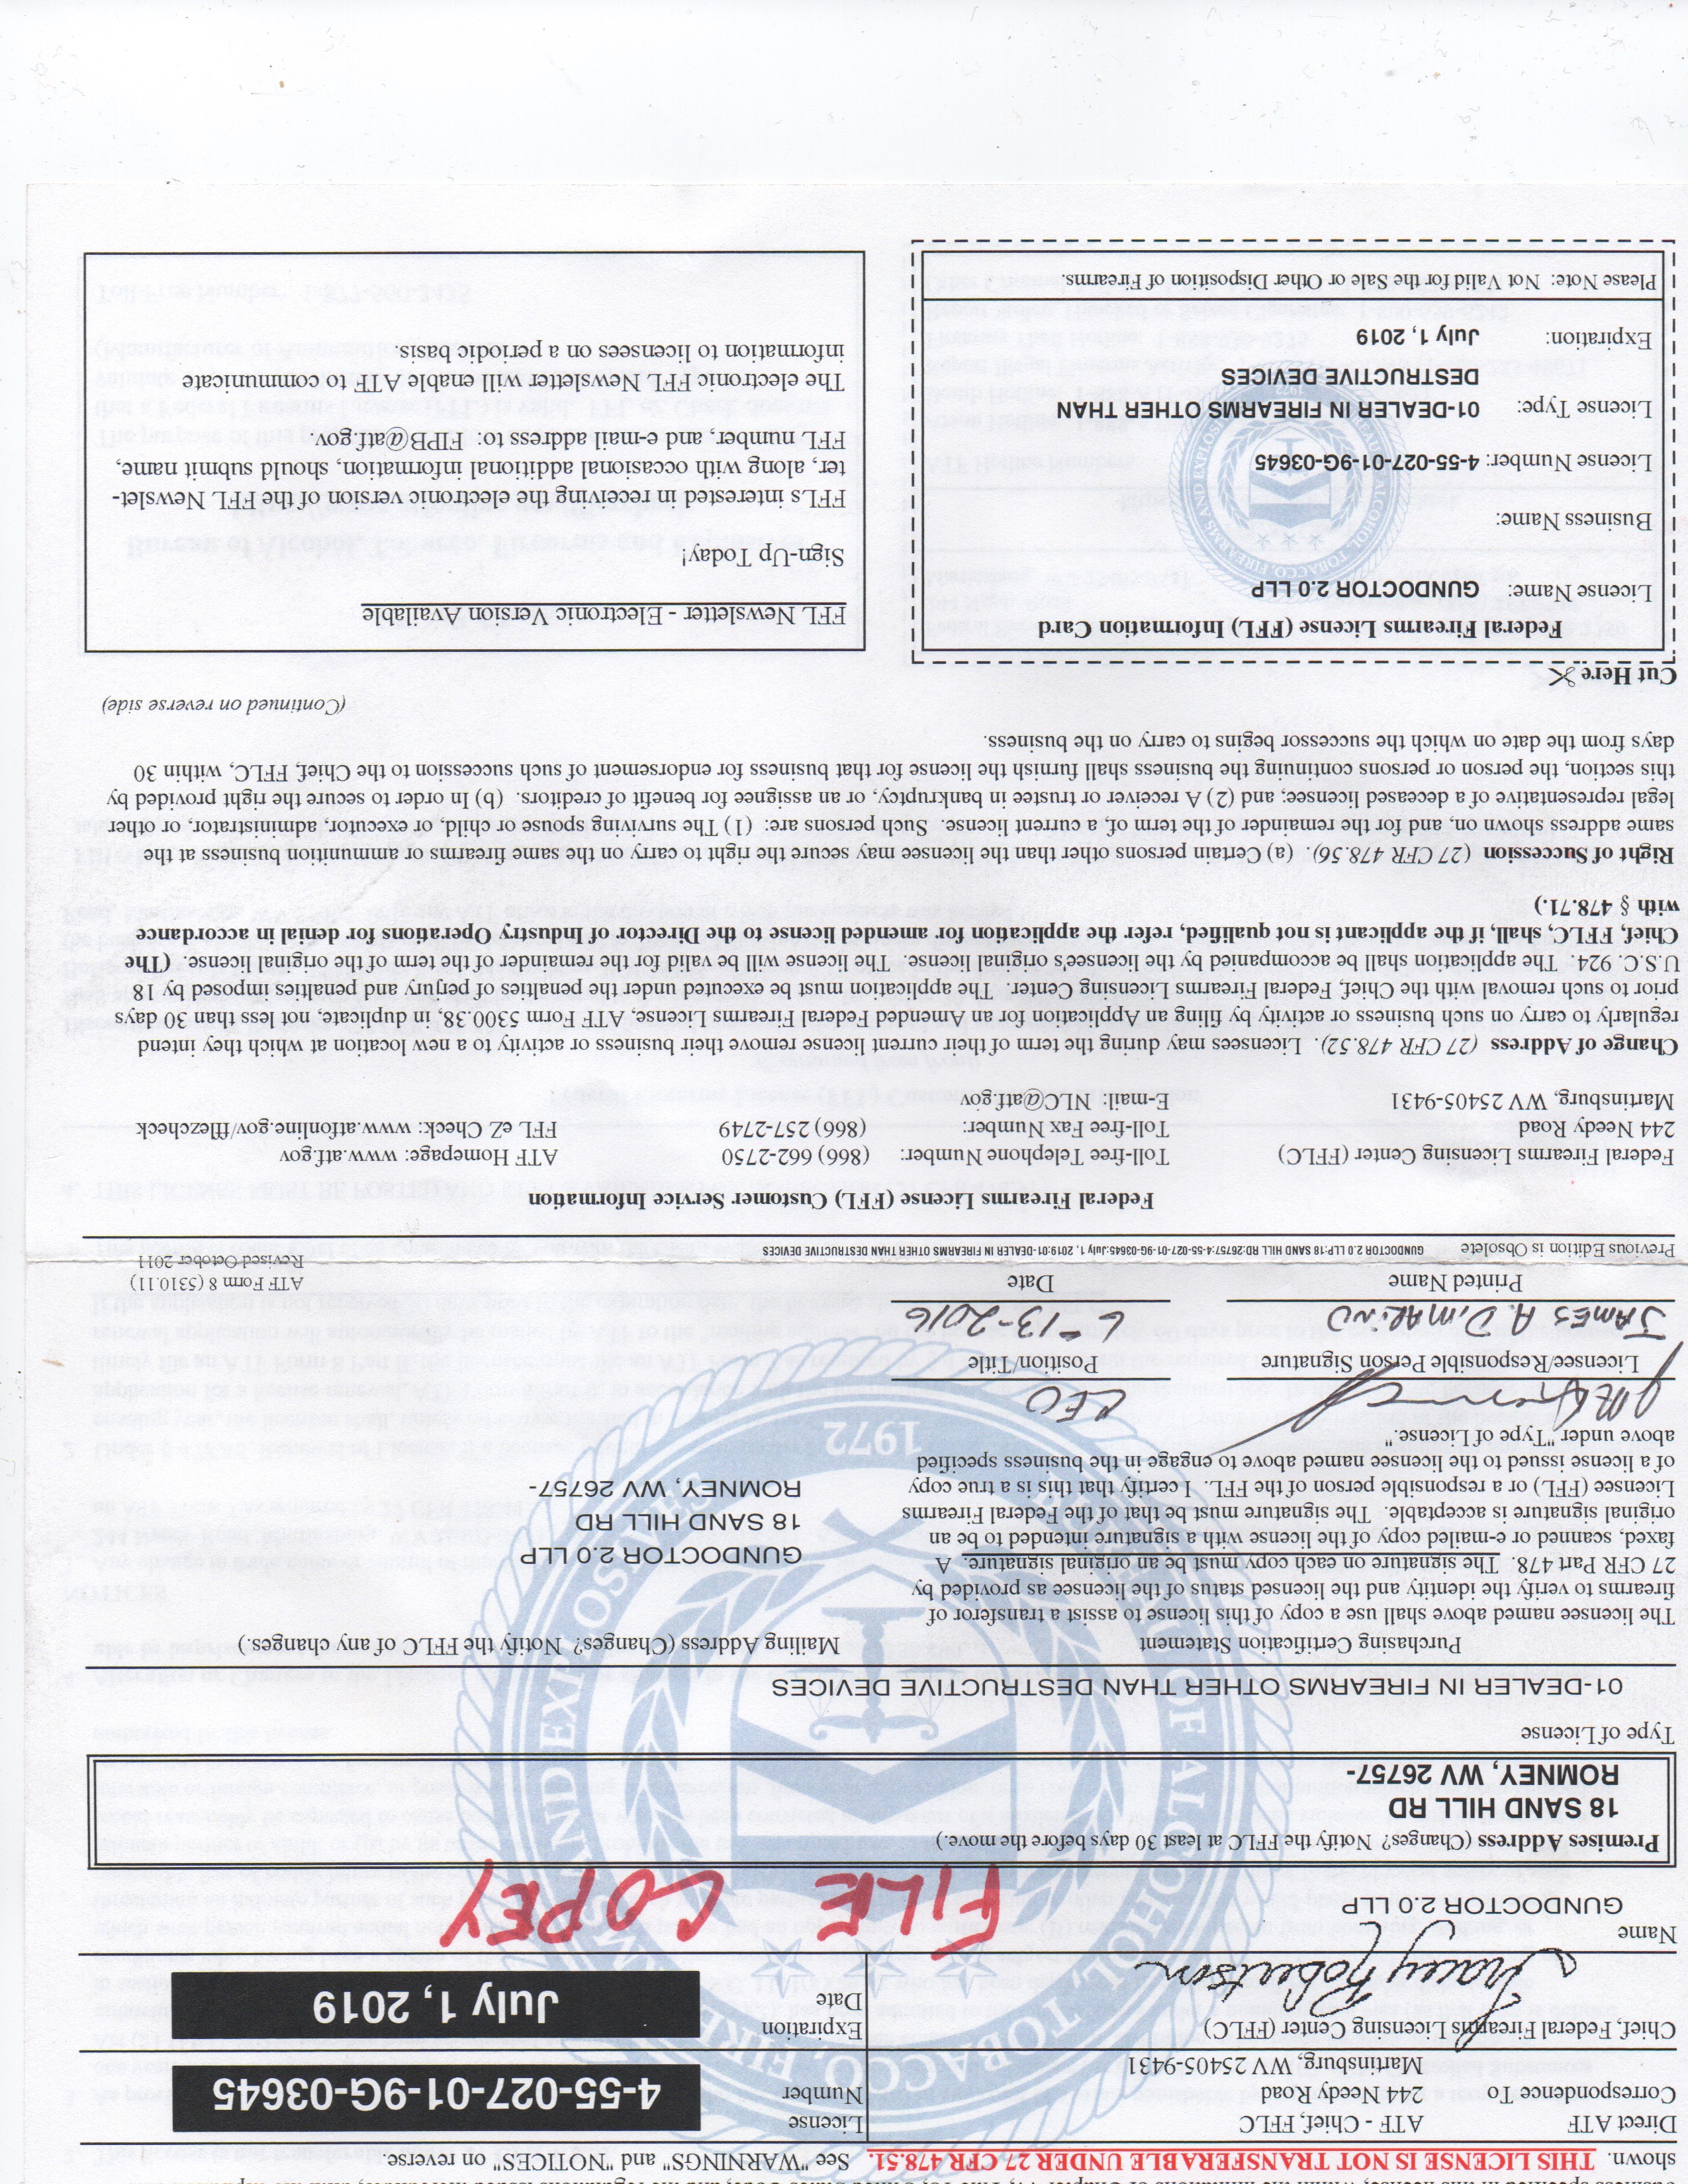 business specified in this license, within the limitations of Chapter 44, Title 18, United States Code, and the regulations issued thereunder, until the expiration date
shown. THIS LICENSE IS NOT TRANSFERABLE UNDER 27 CFR 478.51. See "WARNINGS" and "NOTICES" on reverse.
Direct ATF ATF - Chief, FFLC
Correspondence To 244 Needy Road
Martinsburg, WV 25405-9431
License
Number
4-55-027-01-9G-03645
Chief, Federal Firearms Licensing Center (FFLC)
Tracey Robertson
Expiration
Date
July 1, 2019
Name
GUNDOCTOR 2.0 LLP
FILE COPEY
Premises Address (Changes? Notify the FFLC at least 30 days before the move.)
18 SAND HILL RD
ROMNEY, WV 26757-
Type of License
01-DEALER IN FIREARMS OTHER THAN DESTRUCTIVE DEVICES
Purchasing Certification Statement
The licensee named above shall use a copy of this license to assist a transferor of
firearms to verify the identity and the licensed status of the licensee as provided by
27 CFR Part 478. The signature on each copy must be an original signature. A
faxed, scanned or e-mailed copy of the license with a signature intended to be an
original signature is acceptable. The signature must be that of the Federal Firearms
Licensee (FFL) or a responsible person of the FFL. I certify that this is a true copy
of a license issued to the licensee named above to engage in the business specified
above under "Type of License."
Mailing Address (Changes? Notify the FFLC of any changes.)
GUNDOCTOR 2.0 LLP
18 SAND HILL RD
ROMNEY, WV 26757-
CEO
Licensee/Responsible Person Signature Position/Title
JAMES A DIMARINO 6-13-2016
Printed Name Date
ATF Form 8 (5310.11)
Revised October 2011
Previous Edition is Obsolete GUNDOCTOR 2.0 LLP:18 SAND HILL RD:26757:4-55-027-01-9G-03645:July 1, 2019:01-DEALER IN FIREARMS OTHER THAN DESTRUCTIVE DEVICES
Federal Firearms License (FFL) Customer Service Information
Federal Firearms Licensing Center (FFLC) Toll-free Telephone Number: (866) 662-2750 ATF Homepage: www.atf.gov
244 Needy Road Toll-free Fax Number: (866) 257-2749 FFL eZ Check: www.atfonline.gov/fflezcheck
Martinsburg, WV 25405-9431 E-mail: NLC@atf.gov
Change of Address (27 CFR 478.52). Licensees may during the term of their current license remove their business or activity to a new location at which they intend
regularly to carry on such business or activity by filing an Application for an Amended Federal Firearms License, ATF Form 5300.38, in duplicate, not less than 30 days
prior to such removal with the Chief, Federal Firearms Licensing Center. The application must be executed under the penalties of perjury and penalties imposed by 18
U.S.C. 924. The application shall be accompanied by the licensee's original license. The license will be valid for the remainder of the term of the original license. (The
Chief, FFLC, shall, if the applicant is not qualified, refer the application for amended license to the Director of Industry Operations for denial in accordance
with § 478.71.)
Right of Succession (27 CFR 478.56). (a) Certain persons other than the licensee may secure the right to carry on the same firearms or ammunition business at the
same address shown on, and for the remainder of the term of, a current license. Such persons are: (1) The surviving spouse or child, or executor, administrator, or other
legal representative of a deceased licensee; and (2) A receiver or trustee in bankruptcy, or an assignee for benefit of creditors. (b) In order to secure the right provided by
this section, the person or persons continuing the business shall furnish the license for that business for endorsement of such succession to the Chief, FFLC, within 30
days from the date on which the successor begins to carry on the business.
(Continued on reverse side)
Cut Here
Federal Firearms License (FFL) Information Card
License Name: GUNDOCTOR 2.0 LLP
Business Name:
License Number: 4-55-027-01-9G-03645
License Type: 01-DEALER IN FIREARMS OTHER THAN
DESTRUCTIVE DEVICES
Expiration: July 1, 2019
Please Note: Not Valid for the Sale or Other Disposition of Firearms.
FFL Newsletter - Electronic Version Available
Sign-Up Today!
FFLs interested in receiving the electronic version of the FFL Newslet-
ter, along with occasional additional information, should submit name,
FFL number, and e-mail address to: FIPB@atf.gov.
The electronic FFL Newsletter will enable ATF to communicate
information to licensees on a periodic basis.
1972